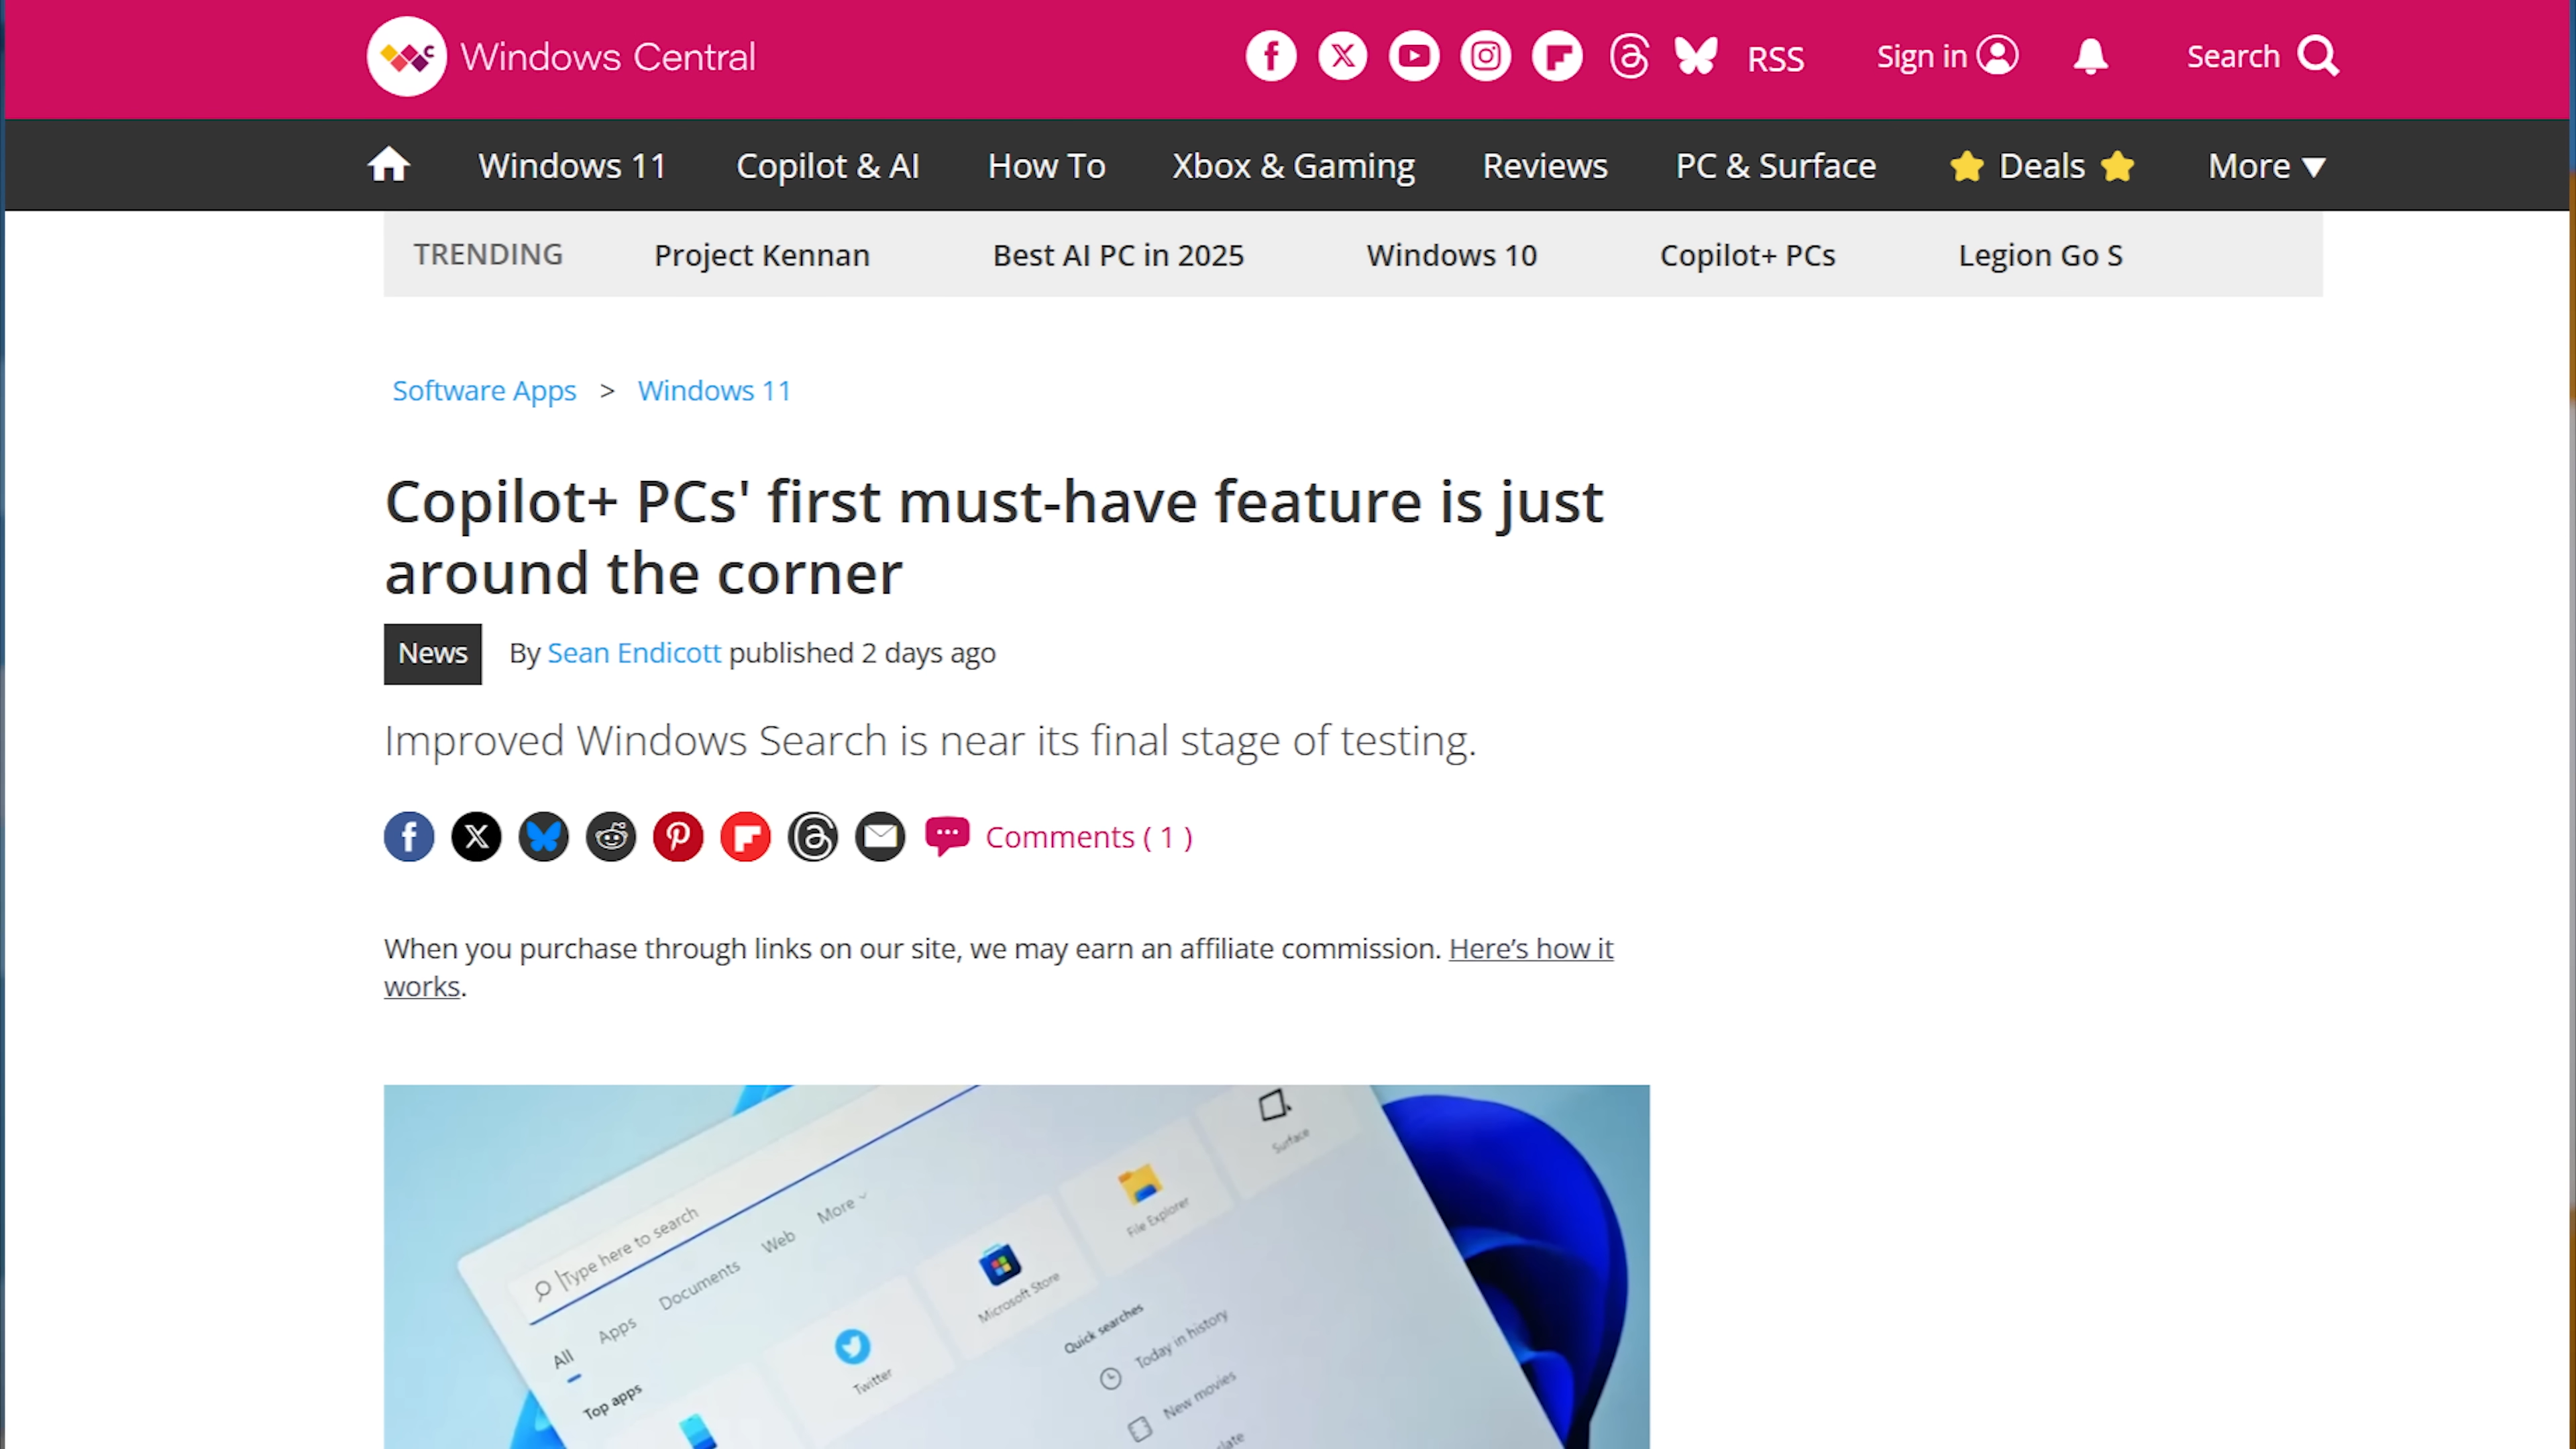 Windows Central
RSS
Sign in
Search
Windows 11
Copilot & AI
How To
Xbox & Gaming
Reviews
PC & Surface
Deals
More
TRENDING
Project Kennan
Best AI PC in 2025
Windows 10
Copilot+ PCs
Legion Go S
Software Apps > Windows 11
Copilot+ PCs' first must-have feature is just
around the corner
News
By Sean Endicott published 2 days ago
Improved Windows Search is near its final stage of testing.
Comments ( 1 )
When you purchase through links on our site, we may earn an affiliate commission. Here’s how it
works.
Type here to search
All
Apps
Documents
Web
More
Top apps
Twitter
Microsoft Store
File Explorer
Surface
Quick searches
Today in history
New movies